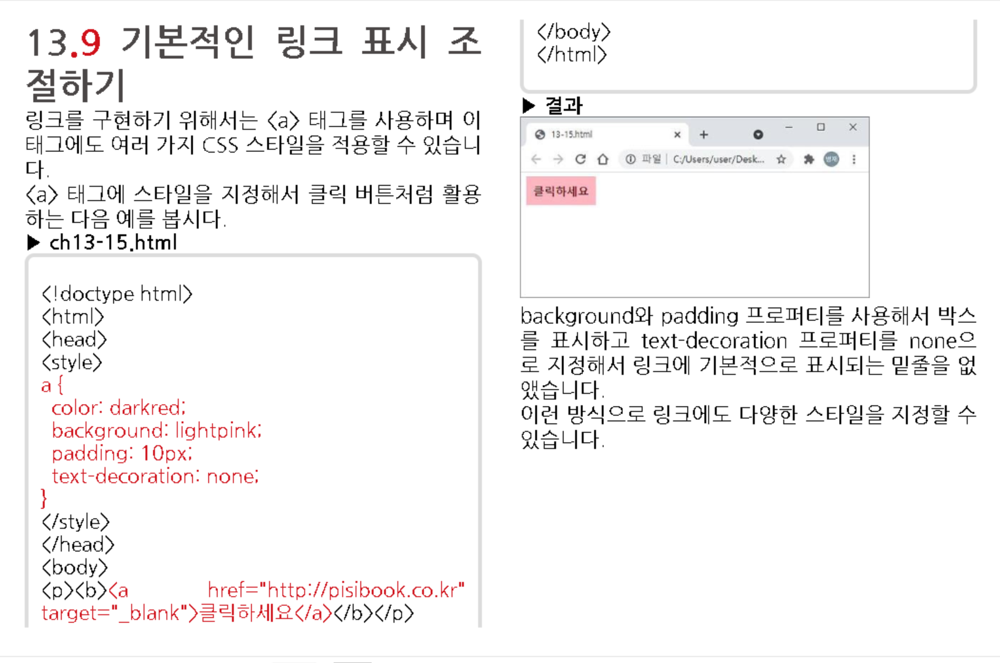 13.9 기본적인 링크 표시 조
절하기
링크를 구현하기 위해서는 <a> 태그를 사용하며 이
태그에도 여러 가지 CSS 스타일을 적용할 수 있습니
다.
<a> 태그에 스타일을 지정해서 클릭 버튼처럼 활용
하는 다음 예를 봅시다.
▶ ch13-15.html
<!doctype html>
<html>
<head>
<style>
a {
color: darkred;
background: lightpink;
padding: 10px;
text-decoration: none;
}
</style>
</head>
<body>
<p><b><a href="http://pisibook.co.kr"
target="_blank">클릭하세요</a></b></p>
</body>
</html>
▶ 결과
13-15.html
파일 | C:/Users/user/Desk...
클릭하세요
background와 padding 프로퍼티를 사용해서 박스
를 표시하고 text-decoration 프로퍼티를 none으
로 지정해서 링크에 기본적으로 표시되는 밑줄을 없
앴습니다.
이런 방식으로 링크에도 다양한 스타일을 지정할 수
있습니다.